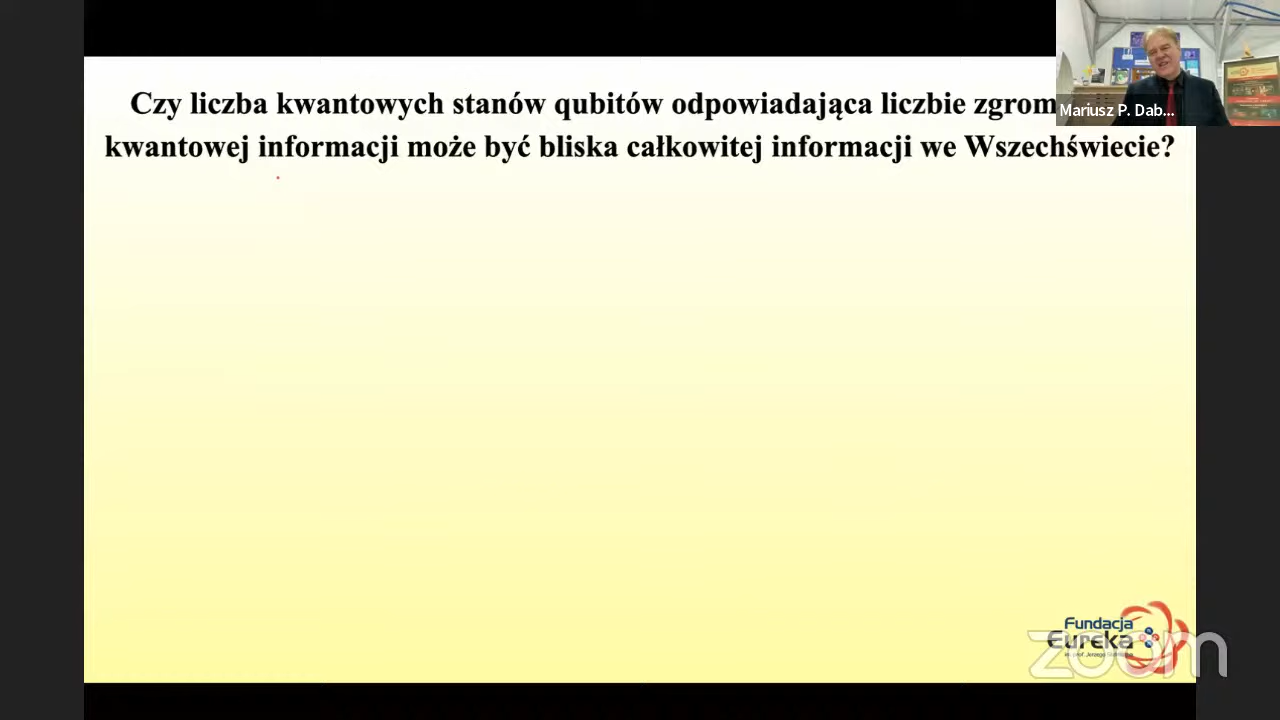 Czy liczba kwantowych stanów qubitów odpowiadająca liczbie
kwantowej informacji może być bliska całkowitej informacji we Wszechświecie?
Mariusz P. Dab...
Fundacja
Eureka
zoom